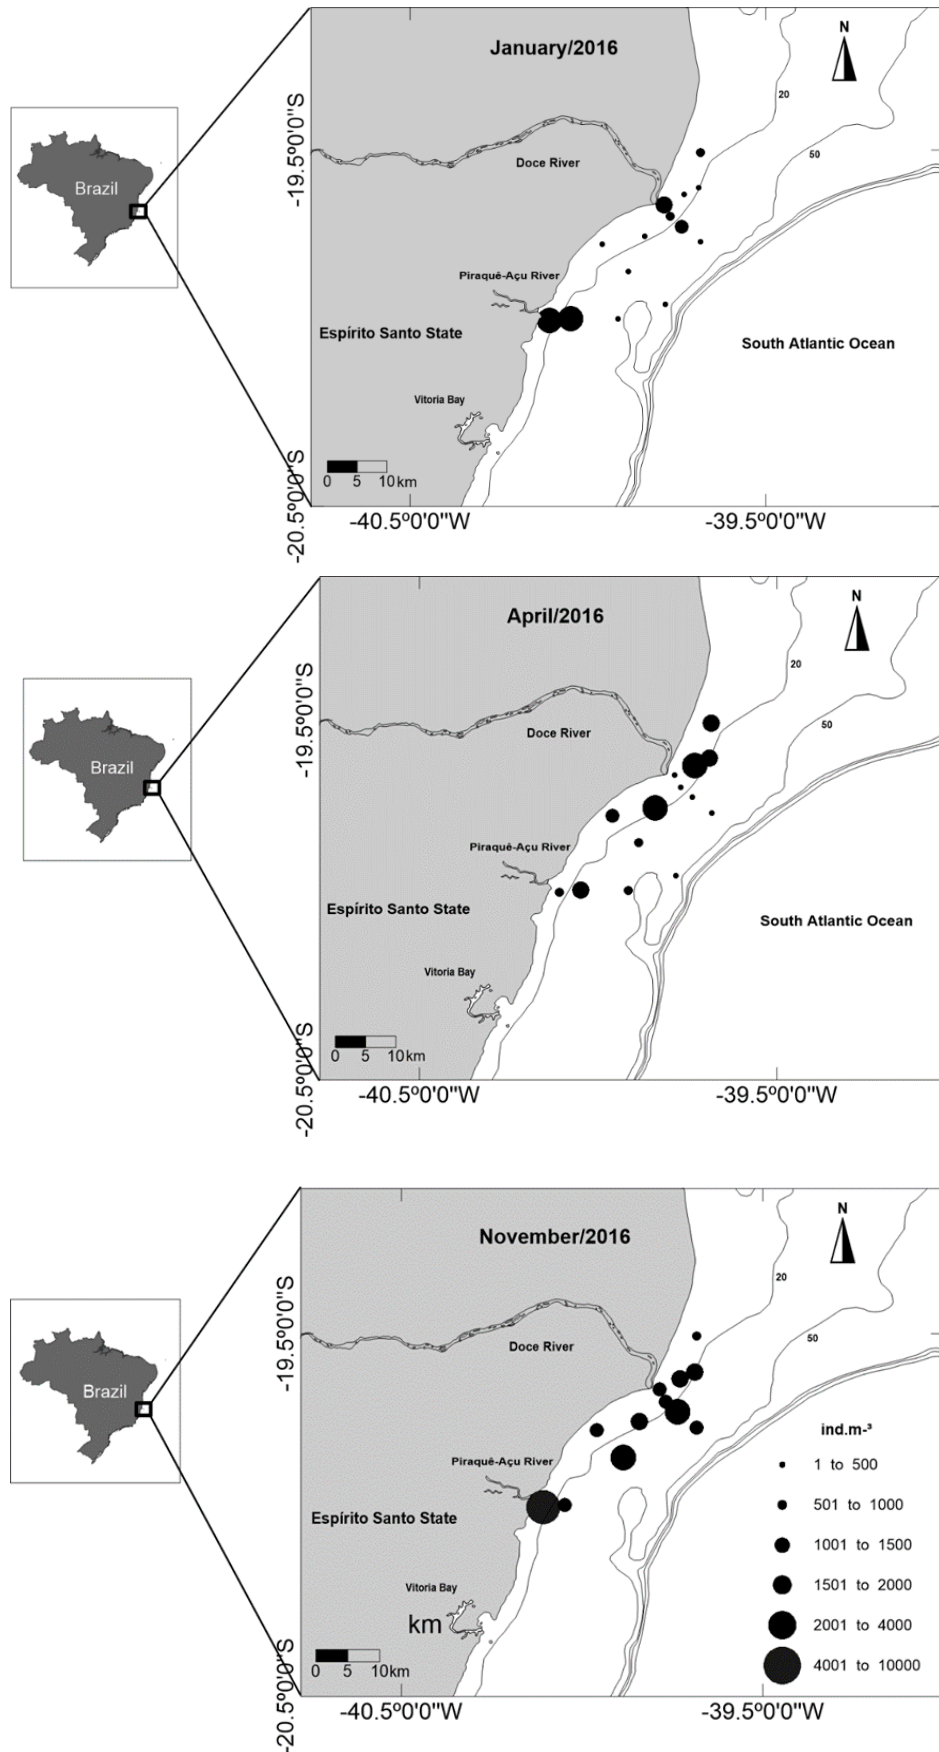 January/2016
N
20
-19.5º0'0"S
Doce River
50
Brazil
Piraquê-Açu River
Espírito Santo State
South Atlantic Ocean
Vitoria Bay
0 5 10 km
-20.5º0'0"S
-40.5º0'0"W
-39.5º0'0"W
April/2016
N
20
-19.5º0'0"S
Doce River
50
Brazil
Piraquê-Açu River
Espírito Santo State
South Atlantic Ocean
Vitoria Bay
0 5 10 km
-20.5º0'0"S
-40.5º0'0"W
-39.5º0'0"W
November/2016
N
20
-19.5º0'0"S
Doce River
50
Brazil
ind.m-³
Piraquê-Açu River
1 to 500
501 to 1000
Espírito Santo State
1001 to 1500
1501 to 2000
Vitoria Bay
km
2001 to 4000
4001 to 10000
0 5 10km
-20.5º0'0"S
-40.5º0'0"W
-39.5º0'0"W